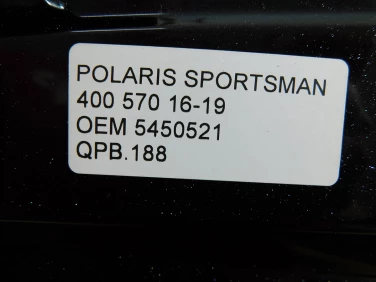 POLARIS SPORTSMAN
400 570 16-19
OEM 5450521
QPB.188